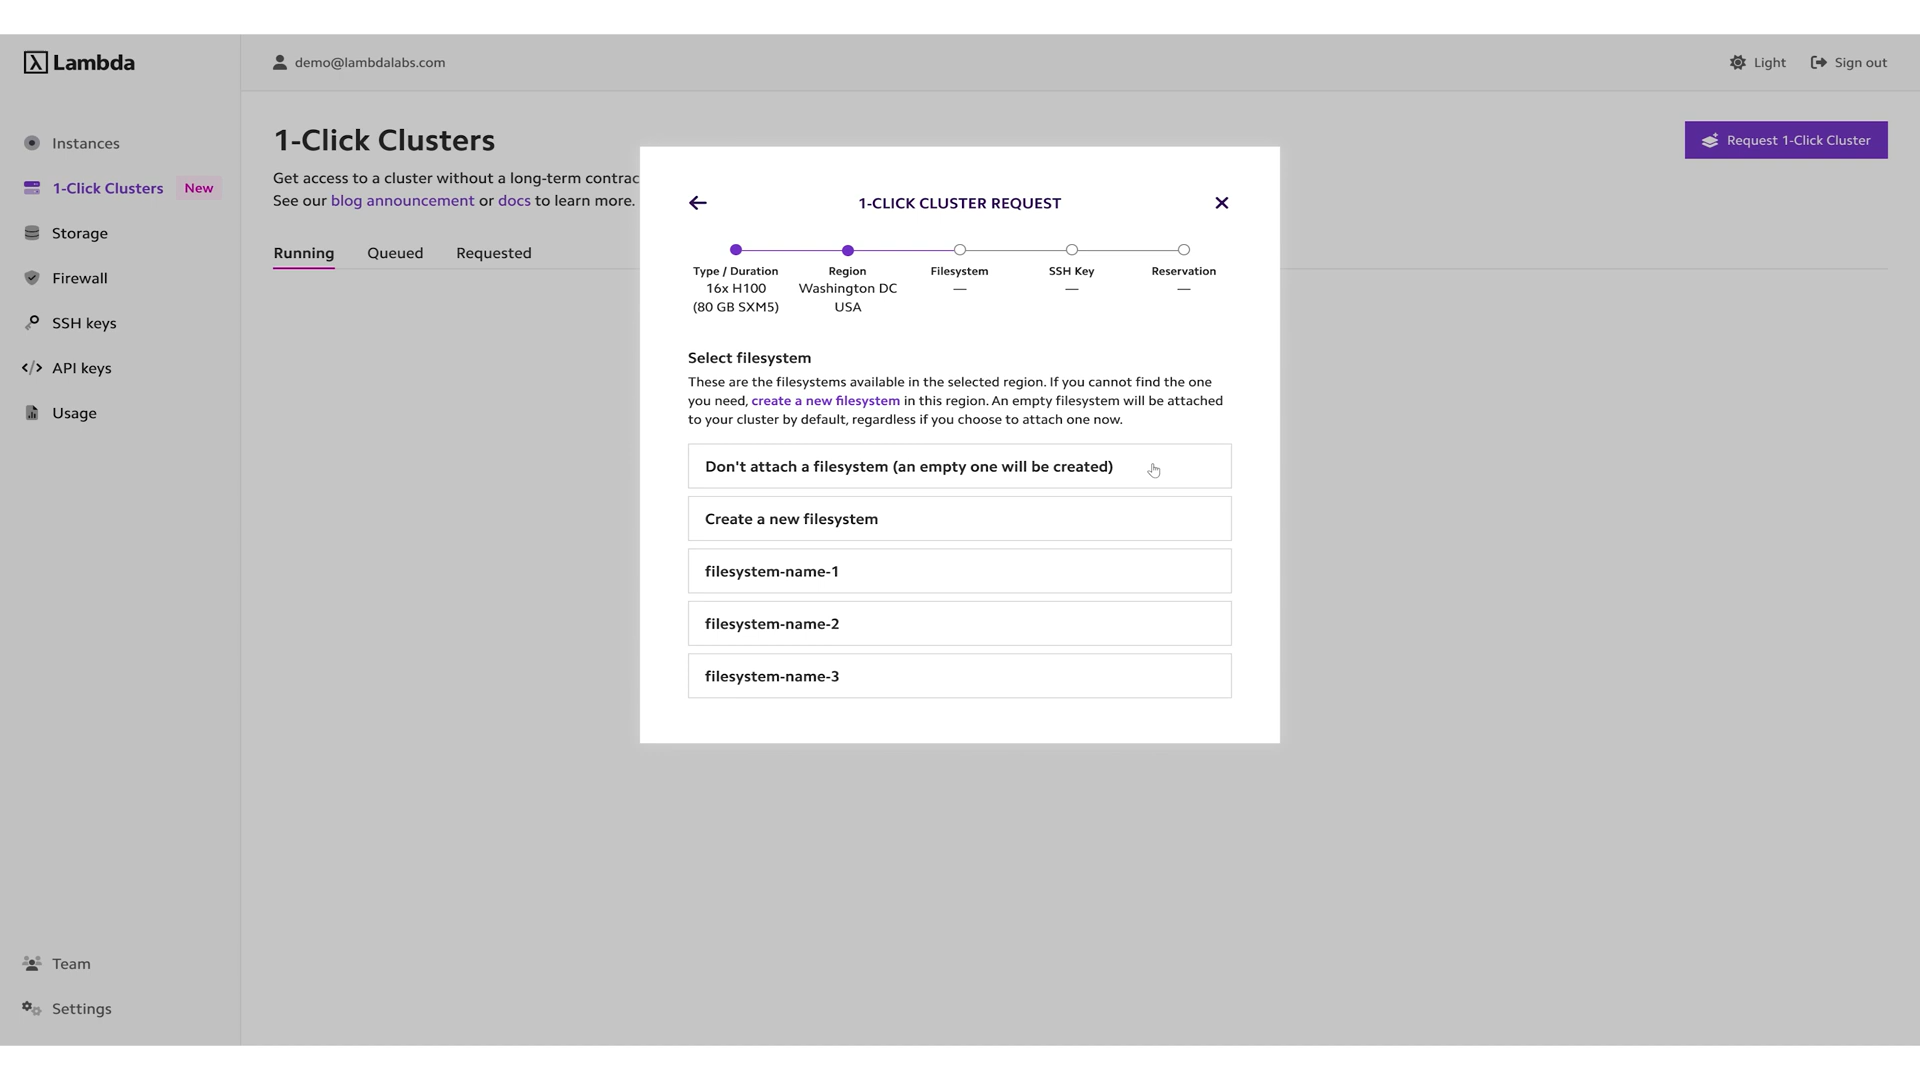 Lambda
demo@lambdalabs.com
Light
Sign out
Instances
1-Click Clusters New
Storage
Firewall
SSH keys
API keys
Usage
Team
Settings
1-Click Clusters
Get access to a cluster without a long-term contrac
See our blog announcement or docs to learn more.
Request 1-Click Cluster
Running Queued Requested
1-CLICK CLUSTER REQUEST
Type / Duration
16x H100
(80 GB SXM5)
Region
Washington DC
USA
Filesystem
—
SSH Key
—
Reservation
—
Select filesystem
These are the filesystems available in the selected region. If you cannot find the one
you need, create a new filesystem in this region. An empty filesystem will be attached
to your cluster by default, regardless if you choose to attach one now.
Don't attach a filesystem (an empty one will be created)
Create a new filesystem
filesystem-name-1
filesystem-name-2
filesystem-name-3